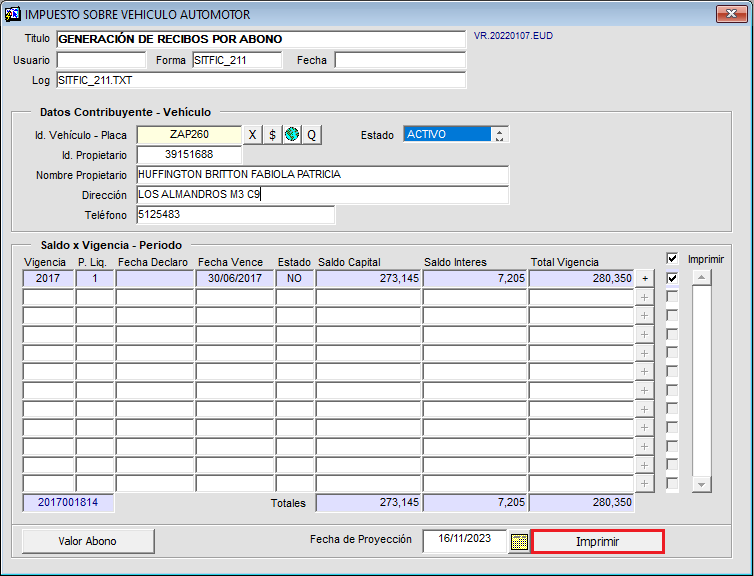 IMPUESTO SOBRE VEHICULO AUTOMOTOR
Titulo GENERACIÓN DE RECIBOS POR ABONO VR.20220107.EUD
Usuario Forma SITFIC_211 Fecha
Log SITFIC_211.TXT
Datos Contribuyente - Vehículo
Id. Vehículo - Placa ZAP260 X $ Q Estado ACTIVO
Id. Propietario 39151688
Nombre Propietario HUFFINGTON BRITTON FABIOLA PATRICIA
Dirección LOS ALMANDROS M3 C9
Teléfono 5125483
Saldo x Vigencia - Periodo
Vigencia P. Liq. Fecha Declaro Fecha Vence Estado Saldo Capital Saldo Interes Total Vigencia Imprimir
2017 1 30/06/2017 NO 273,145 7,205 280,350 +
+
+
+
+
+
+
+
+
+
+
+
2017001814 Totales 273,145 7,205 280,350
Valor Abono Fecha de Proyección 16/11/2023 Imprimir